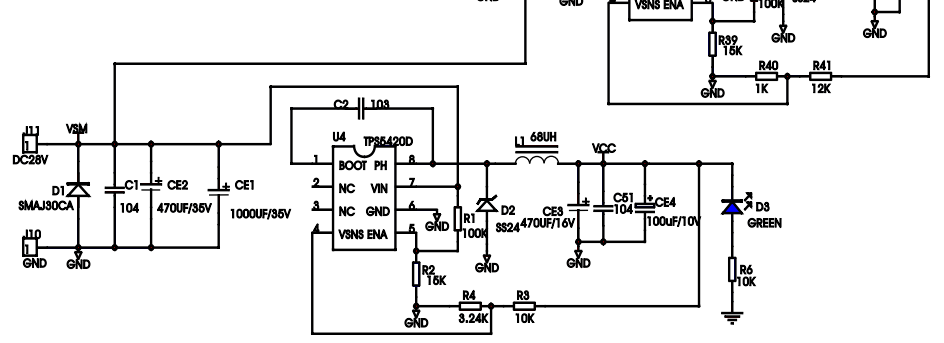 GND
GND
VSNS ENA
100K
GND
GND
R39
15K
R40
1K
R41
12K
GND
C2
103
J11
1
DC28V
VSM
U4
TPS5420D
1
BOOT PH
8
2
NC
VIN
7
3
NC
GND
6
4
VSNS ENA
5
L1
68UH
VCC
D1
SMAJ30CA
C1
104
CE2
470UF/35V
CE1
1000UF/35V
GND
R1
100K
D2
SS24
CE3
470UF/16V
C51
104
CE4
100uF/10V
D3
GREEN
J10
1
GND
GND
R2
15K
GND
GND
R6
10K
R4
3.24K
R3
10K
GND